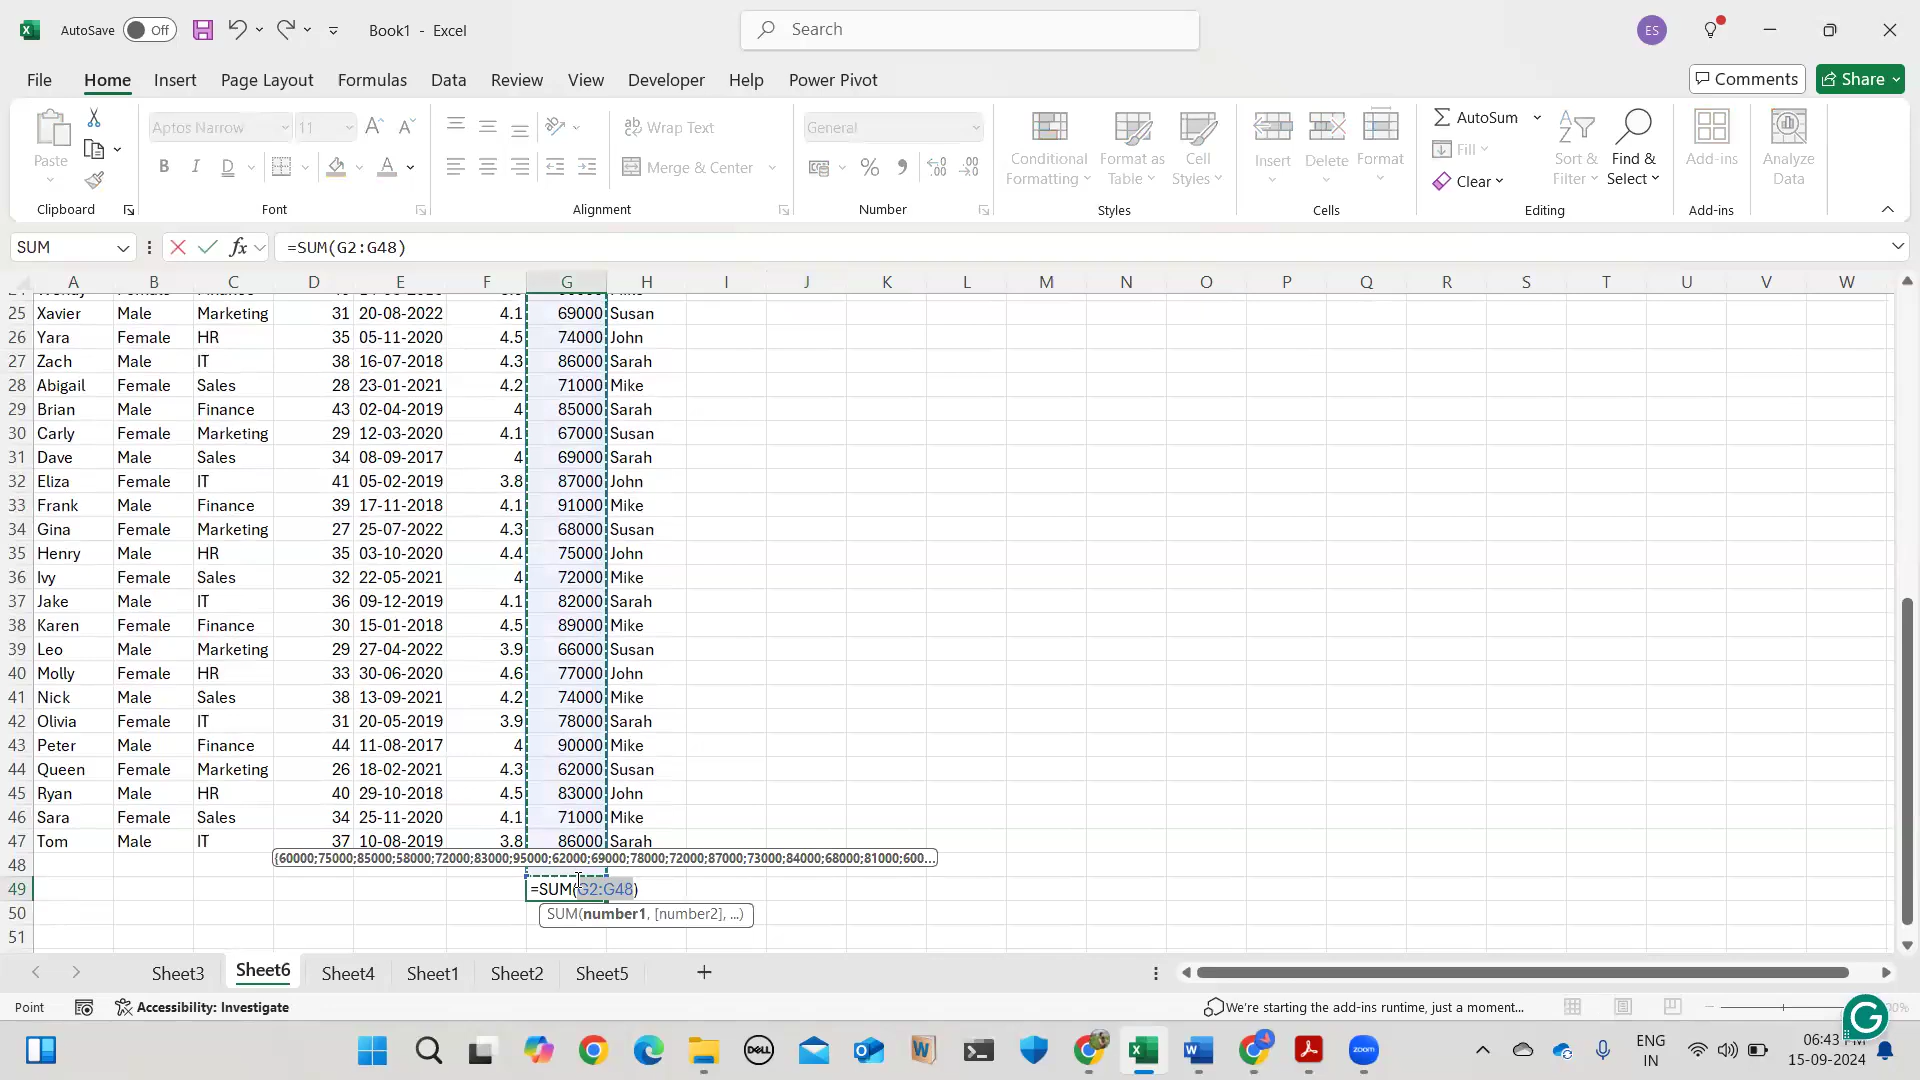 AutoSave Off Book1 - Excel Search ES
File Home Insert Page Layout Formulas Data Review View Developer Help Power Pivot Comments Share
Paste Aptos Narrow 11 Wrap Text General Conditional Formatting Format as Table Cell Styles Insert Delete Format AutoSum Fill Clear Sort & Filter Find & Select Add-ins Analyze Data
B I D Merge & Center
Clipboard Font Alignment Number Styles Cells Editing Add-ins
SUM fx =SUM(G2:G48)
A B C D E F G H I J K L M N O P Q R S T U V W
25 Xavier Male Marketing 31 20-08-2022 4.1 69000 Susan
26 Yara Female HR 35 05-11-2020 4.5 74000 John
27 Zach Male IT 38 16-07-2018 4.3 86000 Sarah
28 Abigail Female Sales 28 23-01-2021 4.2 71000 Mike
29 Brian Male Finance 43 02-04-2019 4 85000 Sarah
30 Carly Female Marketing 29 12-03-2020 4.1 67000 Susan
31 Dave Male Sales 34 08-09-2017 4 69000 Sarah
32 Eliza Female IT 41 05-02-2019 3.8 87000 John
33 Frank Male Finance 39 17-11-2018 4.1 91000 Mike
34 Gina Female Marketing 27 25-07-2022 4.3 68000 Susan
35 Henry Male HR 35 03-10-2020 4.4 75000 John
36 Ivy Female Sales 32 22-05-2021 4 72000 Mike
37 Jake Male IT 36 09-12-2019 4.1 82000 Sarah
38 Karen Female Finance 30 15-01-2018 4.5 89000 Mike
39 Leo Male Marketing 29 27-04-2022 3.9 66000 Susan
40 Molly Female HR 33 30-06-2020 4.6 77000 John
41 Nick Male Sales 38 13-09-2021 4.2 74000 Mike
42 Olivia Female IT 31 20-05-2019 3.9 78000 Sarah
43 Peter Male Finance 44 11-08-2017 4 90000 Mike
44 Queen Female Marketing 26 18-02-2021 4.3 62000 Susan
45 Ryan Male HR 40 29-10-2018 4.5 83000 John
46 Sara Female Sales 34 25-11-2020 4.1 71000 Mike
47 Tom Male IT 37 10-08-2019 3.8 86000 Sarah
48 {60000;75000;85000;58000;72000;83000;95000;62000;69000;78000;72000;87000;73000;84000;68000;81000;600...
49 =SUM(G2:G48)
50 SUM(number1, [number2], ...)
51
Sheet3 Sheet6 Sheet4 Sheet1 Sheet2 Sheet5
Point Accessibility: Investigate We're starting the add-ins runtime, just a moment...
DELL zoom ENG IN 06:43 15-09-2024